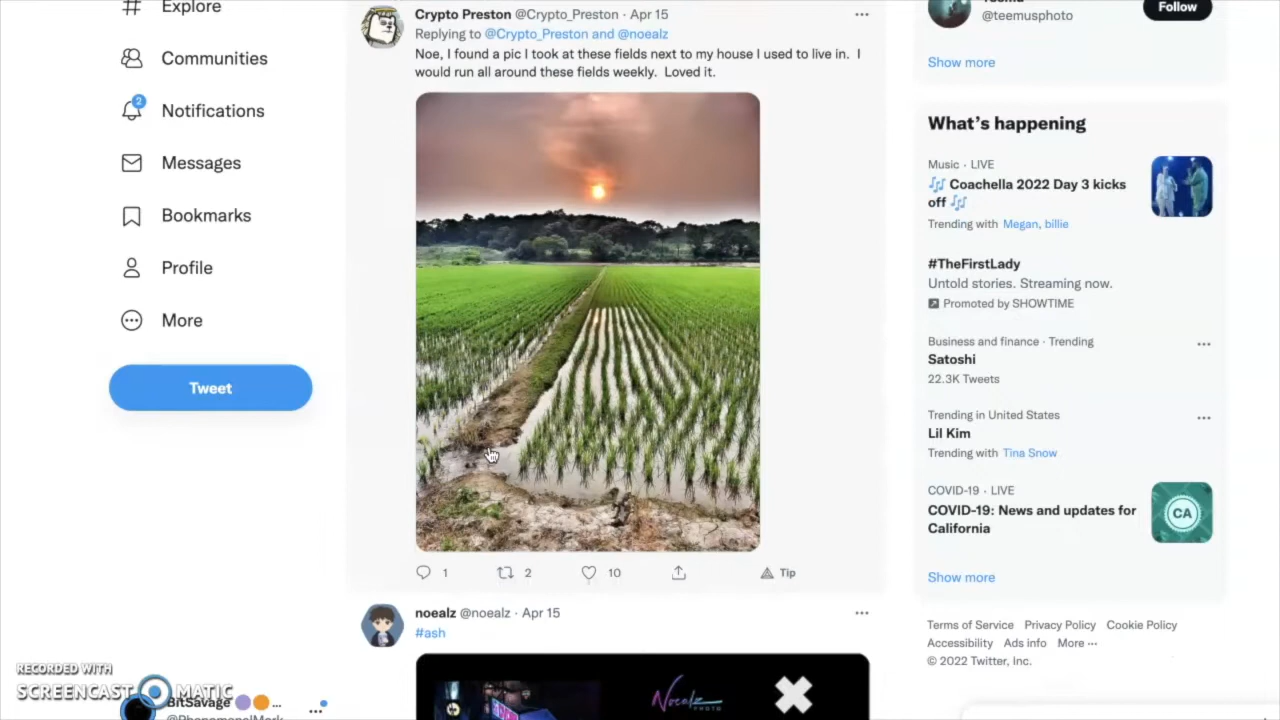 Explore
Communities
2
Notifications
Messages
Bookmarks
Profile
More
Tweet
RECORDED WITH
SCREENCAST MATIC
BitSavage ...
Crypto Preston @Crypto_Preston · Apr 15
Replying to @Crypto_Preston and @noealz
Noe, I found a pic I took at these fields next to my house I used to live in. I
would run all around these fields weekly. Loved it.
1
2
10
Tip
noealz @noealz · Apr 15
#ash
Noealz
PHOTO
@teemusphoto
Follow
Show more
What's happening
Music · LIVE
🎶 Coachella 2022 Day 3 kicks
off 🎶
Trending with Megan, billie
#TheFirstLady
Untold stories. Streaming now.
Promoted by SHOWTIME
Business and finance · Trending
Satoshi
22.3K Tweets
Trending in United States
Lil Kim
Trending with Tina Snow
COVID-19 · LIVE
COVID-19: News and updates for
California
CA
Show more
Terms of Service Privacy Policy Cookie Policy
Accessibility Ads info More ···
© 2022 Twitter, Inc.